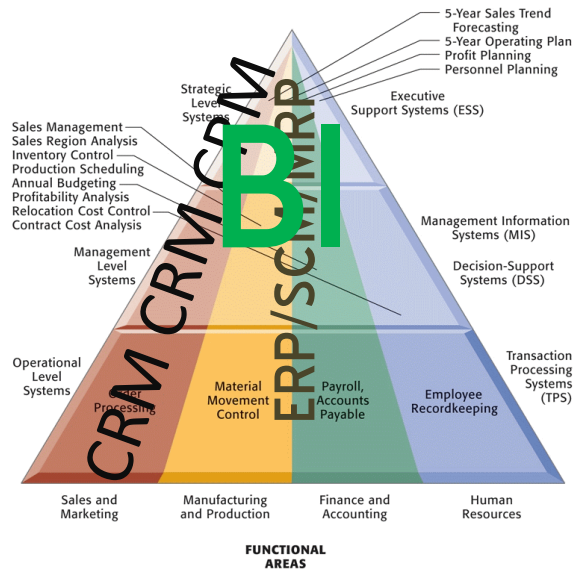 5-Year Sales Trend
Forecasting
5-Year Operating Plan
Profit Planning
Personnel Planning
Strategic
Level
Systems
Executive
Support Systems (ESS)
CRM CRM CRM
BI
ERP/SCM/MRP
Sales Management
Sales Region Analysis
Inventory Control
Production Scheduling
Annual Budgeting
Profitability Analysis
Relocation Cost Control
Contract Cost Analysis
Management
Level
Systems
Management Information
Systems (MIS)
Decision-Support
Systems (DSS)
Operational
Level
Systems
Order
Processing
Material
Movement
Control
Payroll,
Accounts
Payable
Employee
Recordkeeping
Transaction
Processing
Systems
(TPS)
Sales and
Marketing
Manufacturing
and Production
Finance and
Accounting
Human
Resources
FUNCTIONAL
AREAS